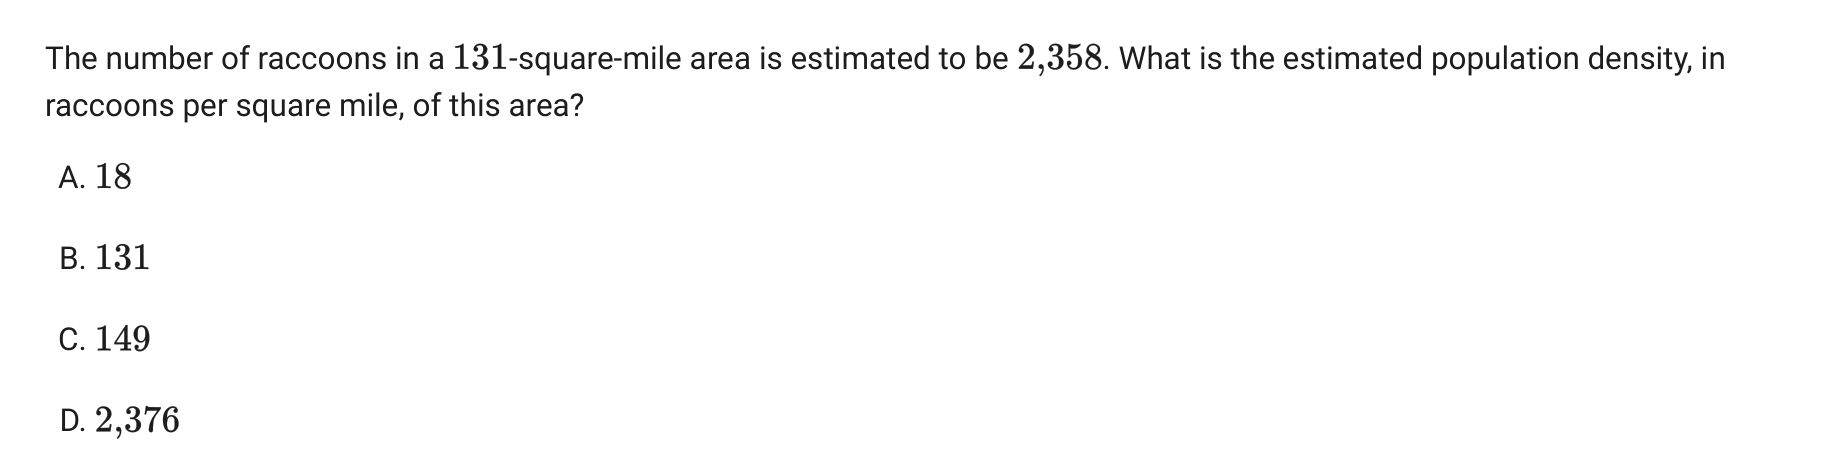 The number of raccoons in a 131-square-mile area is estimated to be 2,358. What is the estimated population density, in
raccoons per square mile, of this area?
A. 18
B. 131
C. 149
D. 2,376